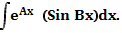 ∫e^Ax (Sin Bx)dx.